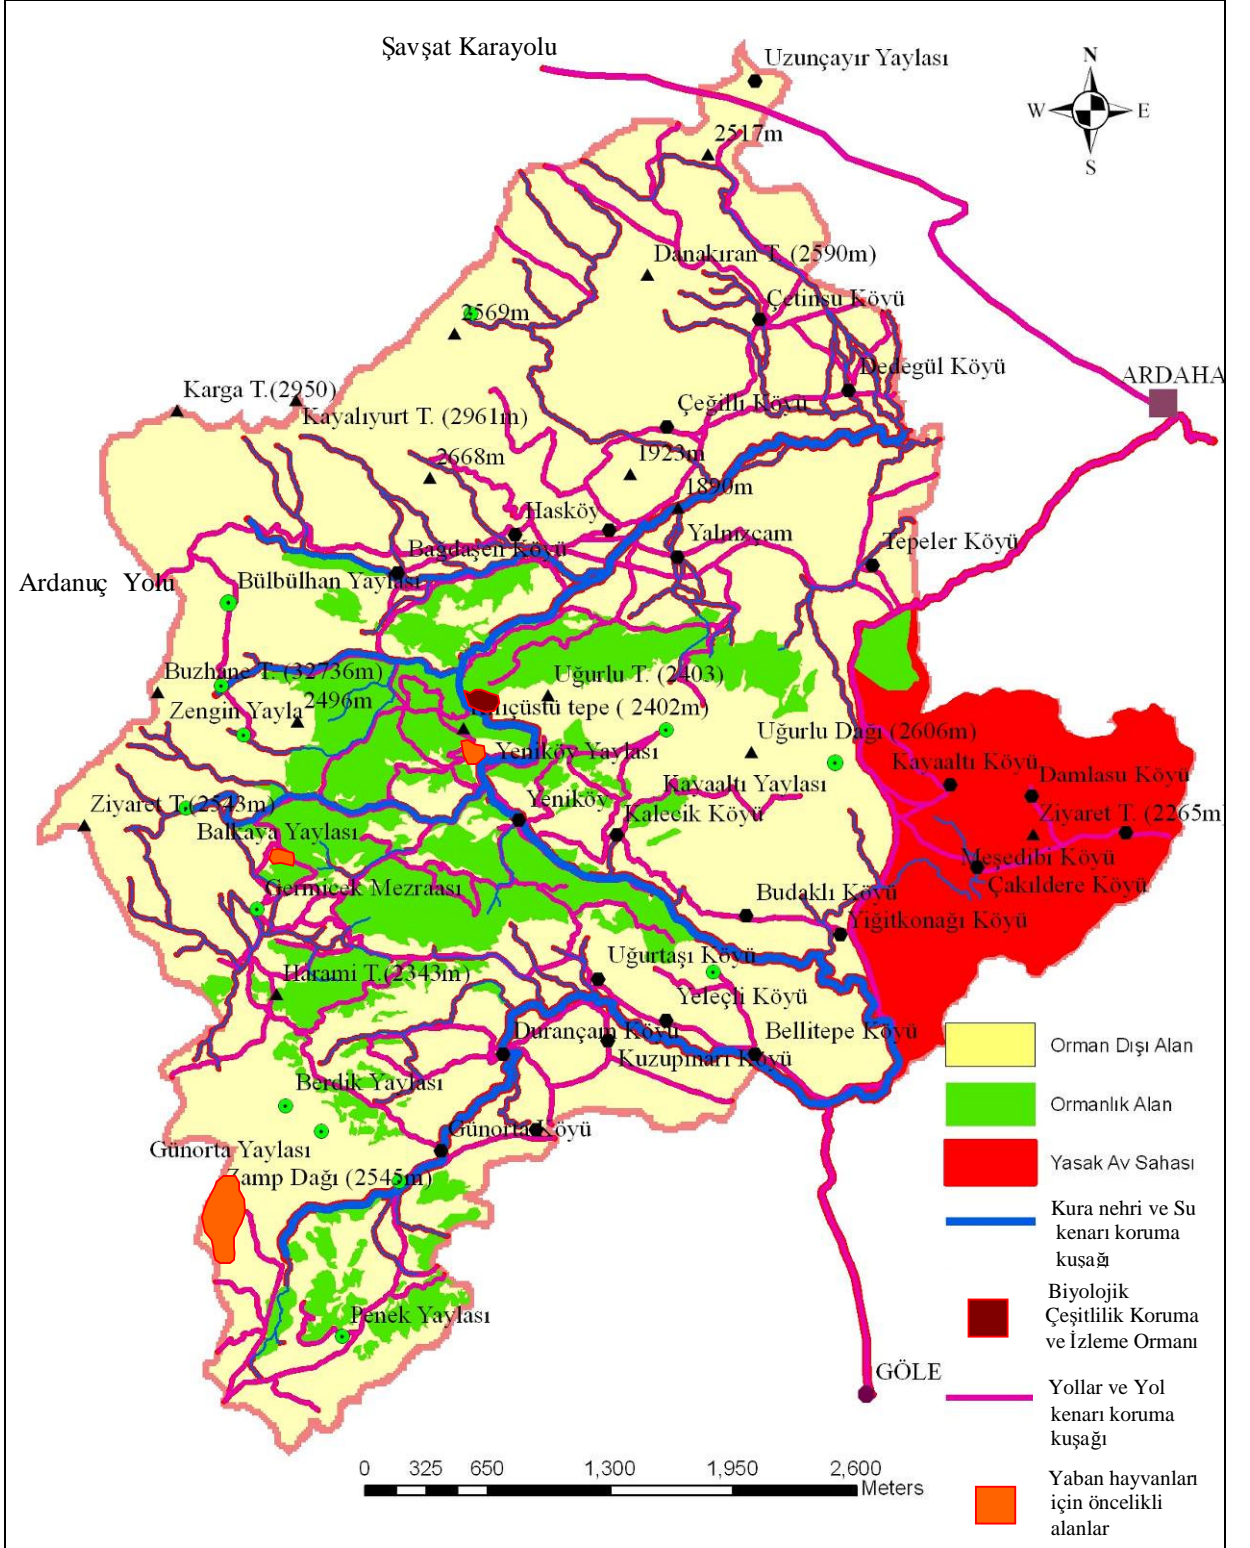 Şavşat Karayolu
Uzunçayır Yaylası
N
W
E
S
2517m
Danakıran T. (2590m)
Çetinsu Köyü
2569m
Dedegül Köyü
ARDAHA
Karga T.(2950)
Kayalıyurt T. (2961m)
Çeğilli Köyü
2668m
1923m
1890m
Hasköy
Yalnızçam
Tepeler Köyü
Bağdaşen Köyü
Ardanuç Yolu
Bülbülhan Yaylası
Buzhane T. (32736m)
Uğurlu T. (2403)
Zengin Yayla
2496m
Kılıçüstü tepe ( 2402m)
Uğurlu Dağı (2606m)
Yeniköy Yaylası
Kayaaltı Köyü
Kayaaltı Yaylası
Damlasu Köyü
Ziyaret T.(2543m)
Yeniköy
Kalecik Köyü
Ziyaret T. (2265m
Balkaya Yaylası
Meşedibi Köyü
Germicek Mezraası
Çakıldere Köyü
Budaklı Köyü
Yiğitkonağı Köyü
Harami T.(2343m)
Uğurtaşı Köyü
Yeleçli Köyü
Durançam Köyü
Bellitepe Köyü
Kuzupınarı Köyü
Berdik Yaylası
Günorta Köyü
Günorta Yaylası
Zamp Dağı (2545m)
Penek Yaylası
GÖLE
Orman Dışı Alan
Ormanlık Alan
Yasak Av Sahası
Kura nehri ve Su
kenarı koruma
kuşağı
Biyolojik
Çeşitlilik Koruma
ve İzleme Ormanı
Yollar ve Yol
kenarı koruma
kuşağı
Yaban hayvanları
için öncelikli
alanlar
0 325 650 1,300 1,950 2,600
Meters